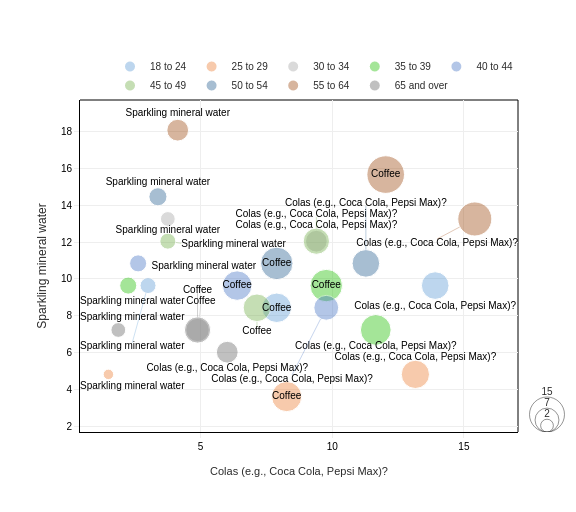 18 to 24
25 to 29
30 to 34
35 to 39
40 to 44
45 to 49
50 to 54
55 to 64
65 and over
Sparkling mineral water
18
16
14
12
10
8
6
4
2
Sparkling mineral water
Coffee
Sparkling mineral water
Colas (e.g., Coca Cola, Pepsi Max)?
Colas (e.g., Coca Cola, Pepsi Max)?
Colas (e.g., Coca Cola, Pepsi Max)?
Sparkling mineral water
Sparkling mineral water
Colas (e.g., Coca Cola, Pepsi Max)?
Sparkling mineral water
Coffee
Coffee
Coffee
Coffee
Sparkling mineral water
Coffee
Colas (e.g., Coca Cola, Pepsi Max)?
Coffee
Sparkling mineral water
Coffee
Sparkling mineral water
Colas (e.g., Coca Cola, Pepsi Max)?
Colas (e.g., Coca Cola, Pepsi Max)?
Colas (e.g., Coca Cola, Pepsi Max)?
Colas (e.g., Coca Cola, Pepsi Max)?
Sparkling mineral water
Coffee
15
7
2
5
10
15
Colas (e.g., Coca Cola, Pepsi Max)?